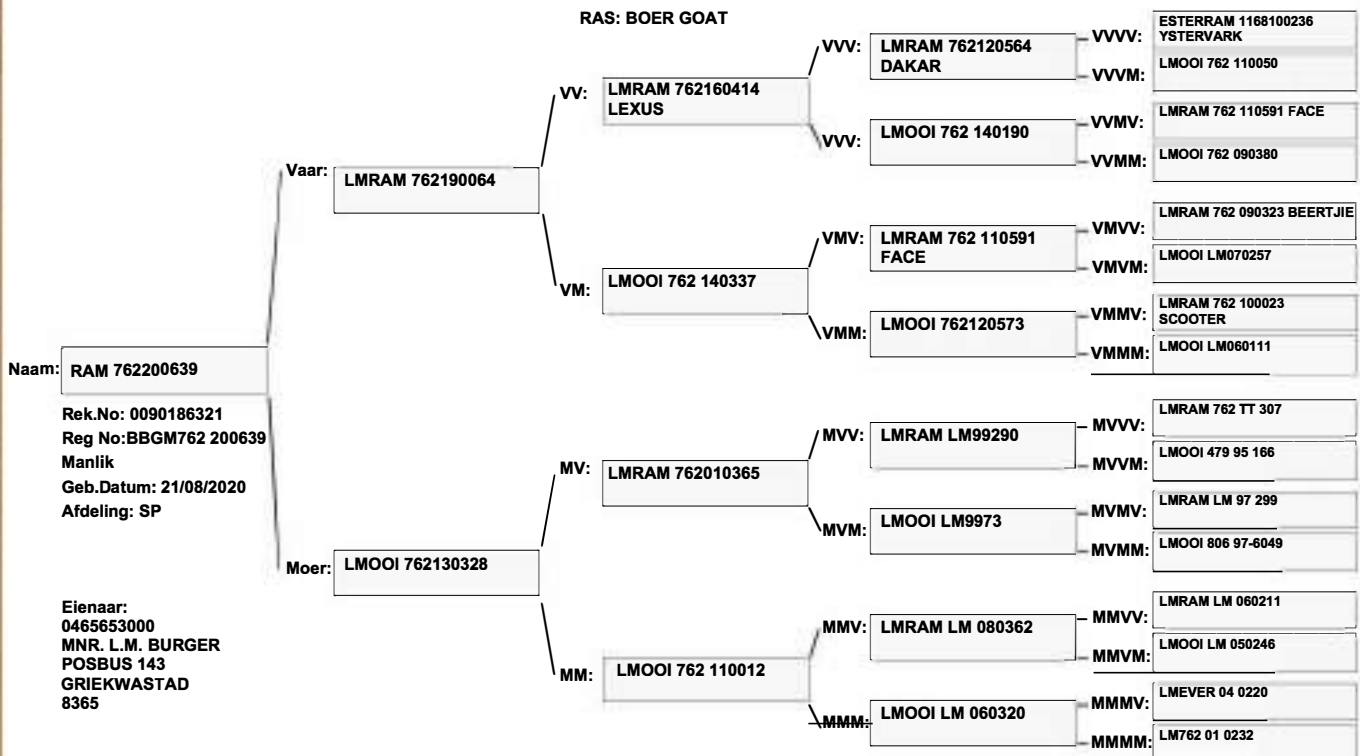 RAS: BOER GOAT
Naam: RAM 762200639
Rek.No: 0090186321
Reg No:BBGM762 200639
Manlik
Geb.Datum: 21/08/2020
Afdeling: SP
Eienaar:
0465653000
MNR. L.M. BURGER
POSBUS 143
GRIEKWASTAD
8365
Vaar: LMRAM 762190064
Moer: LMOOI 762130328
VV: LMRAM 762160414
LEXUS
VM: LMOOI 762 140337
MV: LMRAM 762010365
MM: LMOOI 762 110012
VVV: LMRAM 762120564
DAKAR
VVV: LMOOI 762 140190
VMV: LMRAM 762 110591
FACE
VMM: LMOOI 762120573
MVV: LMRAM LM99290
MVM: LMOOI LM9973
MMV: LMRAM LM 080362
MMM: LMOOI LM 060320
VVVV: ESTERRAM 1168100236
YSTERVARK
VVVM: LMOOI 762 110050
VVMV: LMRAM 762 110591 FACE
VVMM: LMOOI 762 090380
VMVV: LMRAM 762 090323 BEERTJIE
VMVM: LMOOI LM070257
VMMV: LMRAM 762 100023
SCOOTER
VMMM: LMOOI LM060111
MVVV: LMRAM 762 TT 307
MVVM: LMOOI 479 95 166
MVMV: LMRAM LM 97 299
MVMM: LMOOI 806 97-6049
MMVV: LMRAM LM 060211
MMVM: LMOOI LM 050246
MMMV: LMEVER 04 0220
MMMM: LM762 01 0232